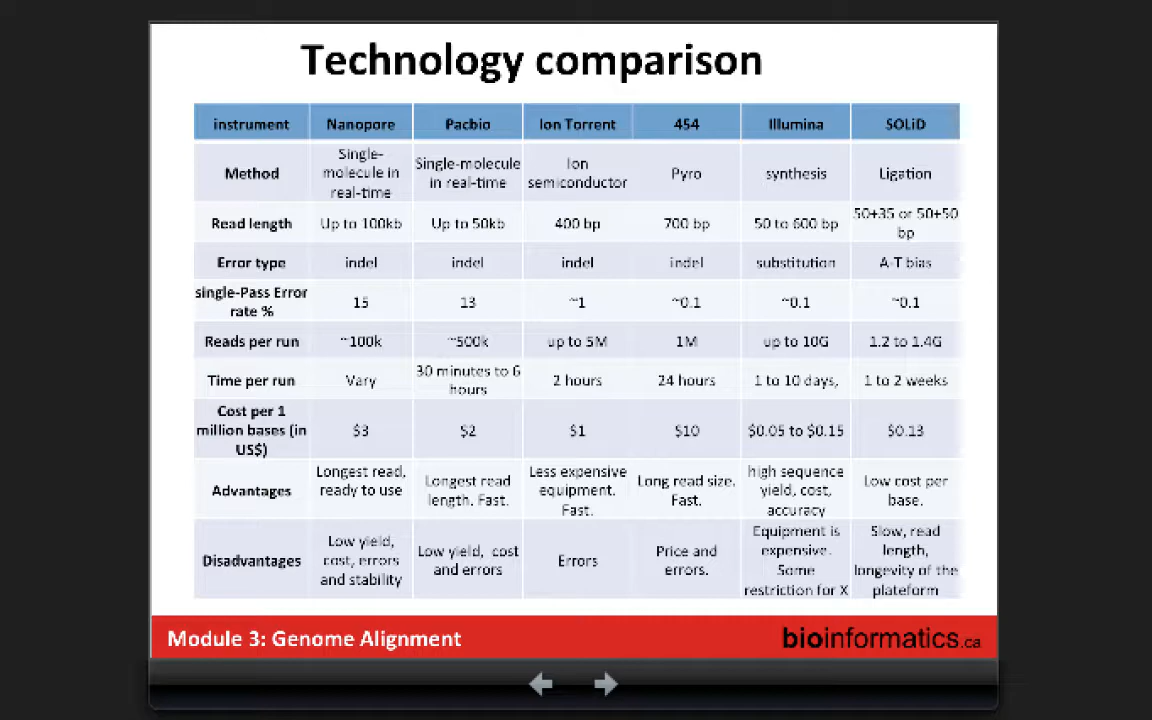 Technology comparison
instrument Nanopore Pacbio Ion Torrent 454 Illumina SOLiD
Method Single-molecule in real-time Single-molecule in real-time Ion semiconductor Pyro synthesis Ligation
Read length Up to 100kb Up to 50kb 400 bp 700 bp 50 to 600 bp 50+35 or 50+50 bp
Error type indel indel indel indel substitution A-T bias
single-Pass Error rate % 15 13 ~1 ~0.1 ~0.1 ~0.1
Reads per run ~100k ~500k up to 5M 1M up to 10G 1.2 to 1.4G
Time per run Vary 30 minutes to 6 hours 2 hours 24 hours 1 to 10 days, 1 to 2 weeks
Cost per 1 million bases (in US$) $3 $2 $1 $10 $0.05 to $0.15 $0.13
Advantages Longest read, ready to use Longest read length. Fast. Less expensive equipment. Fast. Long read size. Fast. high sequence yield, cost, accuracy Low cost per base.
Disadvantages Low yield, cost, errors and stability Low yield, cost and errors Errors Price and errors. Equipment is expensive. Some restriction for X Slow, read length, longevity of the plateform
Module 3: Genome Alignment
bioinformatics.ca